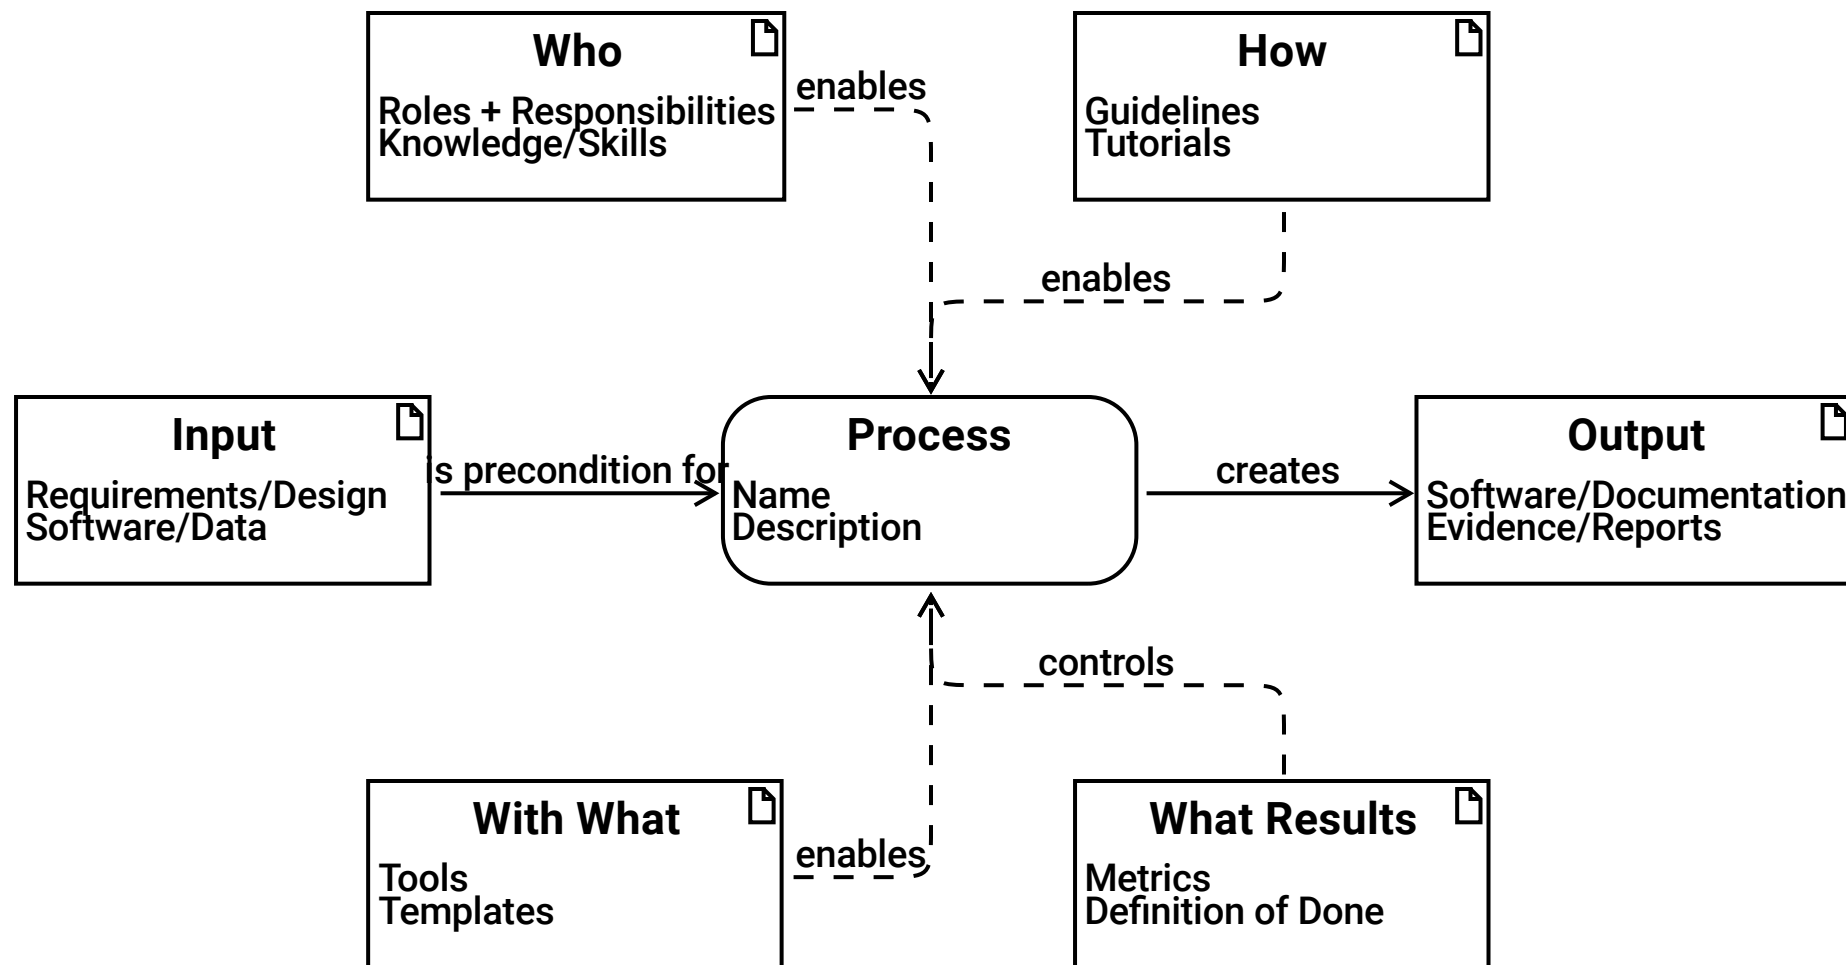 Who
Roles + Responsibilities
Knowledge/Skills
enables
How
Guidelines
Tutorials
enables
Input
Requirements/Design
Software/Data
is precondition for
Process
Name
Description
creates
Output
Software/Documentation
Evidence/Reports
controls
With What
Tools
Templates
enables
What Results
Metrics
Definition of Done